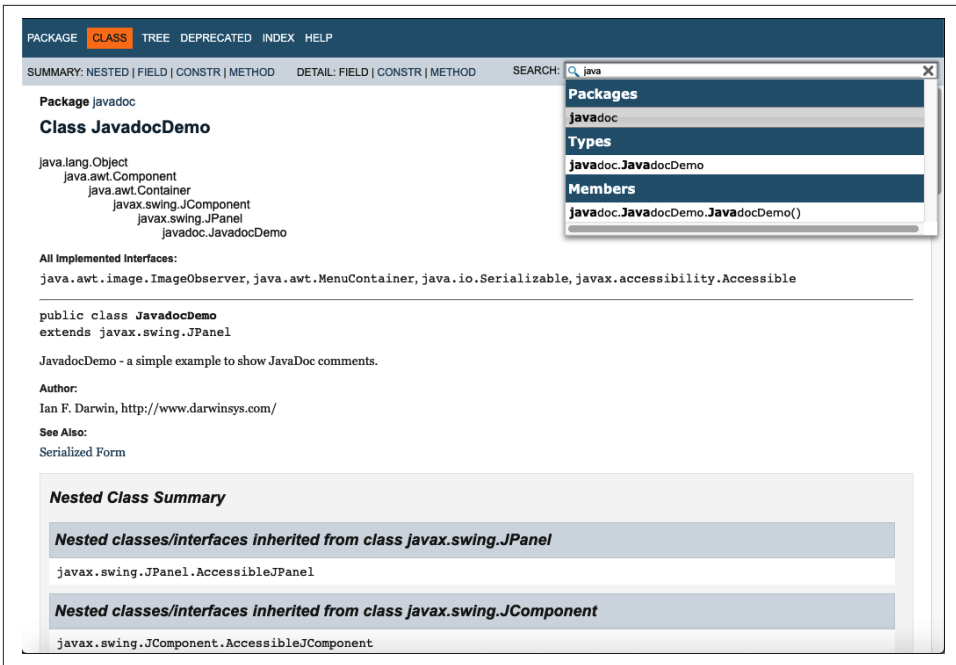 PACKAGE CLASS TREE DEPRECATED INDEX HELP
SUMMARY: NESTED | FIELD | CONSTR | METHOD DETAIL: FIELD | CONSTR | METHOD SEARCH: java
Packages
javadoc
Types
javadoc.JavadocDemo
Members
javadoc.JavadocDemo.JavadocDemo()
Package javadoc
Class JavadocDemo
java.lang.Object
java.awt.Component
java.awt.Container
javax.swing.JComponent
javax.swing.JPanel
javadoc.JavadocDemo
All Implemented Interfaces:
java.awt.image.ImageObserver, java.awt.MenuContainer, java.io.Serializable, javax.accessibility.Accessible
public class JavadocDemo
extends javax.swing.JPanel
JavadocDemo - a simple example to show JavaDoc comments.
Author:
Ian F. Darwin, http://www.darwinsys.com/
See Also:
Serialized Form
Nested Class Summary
Nested classes/interfaces inherited from class javax.swing.JPanel
javax.swing.JPanel.AccessibleJPanel
Nested classes/interfaces inherited from class javax.swing.JComponent
javax.swing.JComponent.AccessibleJComponent